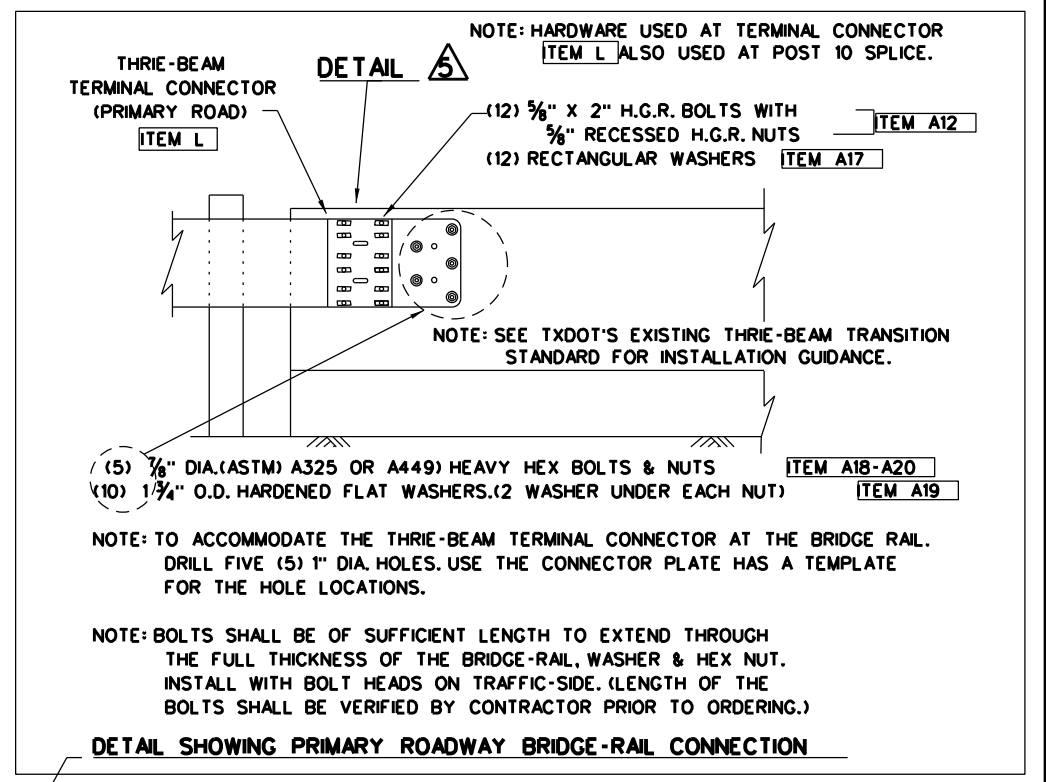 NOTE: HARDWARE USED AT TERMINAL CONNECTOR
ITEM L ALSO USED AT POST 10 SPLICE.
THRIE-BEAM
TERMINAL CONNECTOR
(PRIMARY ROAD)
ITEM L
DETAIL 5
(12) 5/8" X 2" H.G.R. BOLTS WITH
5/8" RECESSED H.G.R. NUTS
ITEM A12
(12) RECTANGULAR WASHERS ITEM A17
NOTE: SEE TXDOT'S EXISTING THRIE-BEAM TRANSITION
STANDARD FOR INSTALLATION GUIDANCE.
(5) 7/8" DIA.(ASTM) A325 OR A449) HEAVY HEX BOLTS & NUTS ITEM A18-A20
(10) 1 3/4" O.D. HARDENED FLAT WASHERS.(2 WASHER UNDER EACH NUT) ITEM A19
NOTE: TO ACCOMMODATE THE THRIE-BEAM TERMINAL CONNECTOR AT THE BRIDGE RAIL.
DRILL FIVE (5) 1" DIA. HOLES. USE THE CONNECTOR PLATE HAS A TEMPLATE
FOR THE HOLE LOCATIONS.
NOTE: BOLTS SHALL BE OF SUFFICIENT LENGTH TO EXTEND THROUGH
THE FULL THICKNESS OF THE BRIDGE-RAIL, WASHER & HEX NUT.
INSTALL WITH BOLT HEADS ON TRAFFIC-SIDE. (LENGTH OF THE
BOLTS SHALL BE VERIFIED BY CONTRACTOR PRIOR TO ORDERING.)
DETAIL SHOWING PRIMARY ROADWAY BRIDGE-RAIL CONNECTION